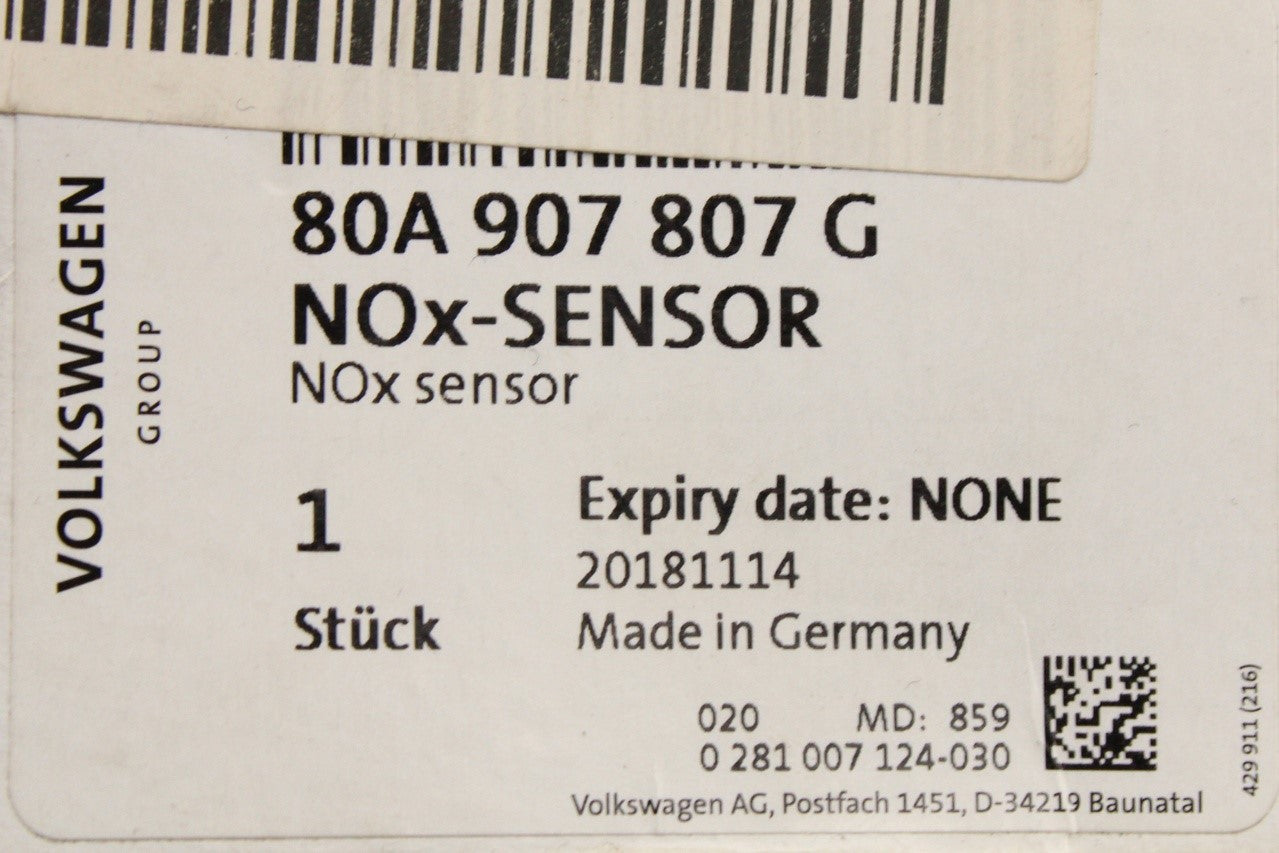 VOLKSWAGEN
GROUP
80A 907 807 G
NOx-SENSOR
NOx sensor
1
Stück
Expiry date: NONE
20181114
Made in Germany
020 MD: 859
0 281 007 124-030
Volkswagen AG, Postfach 1451, D-34219 Baunatal
429 911 (216)